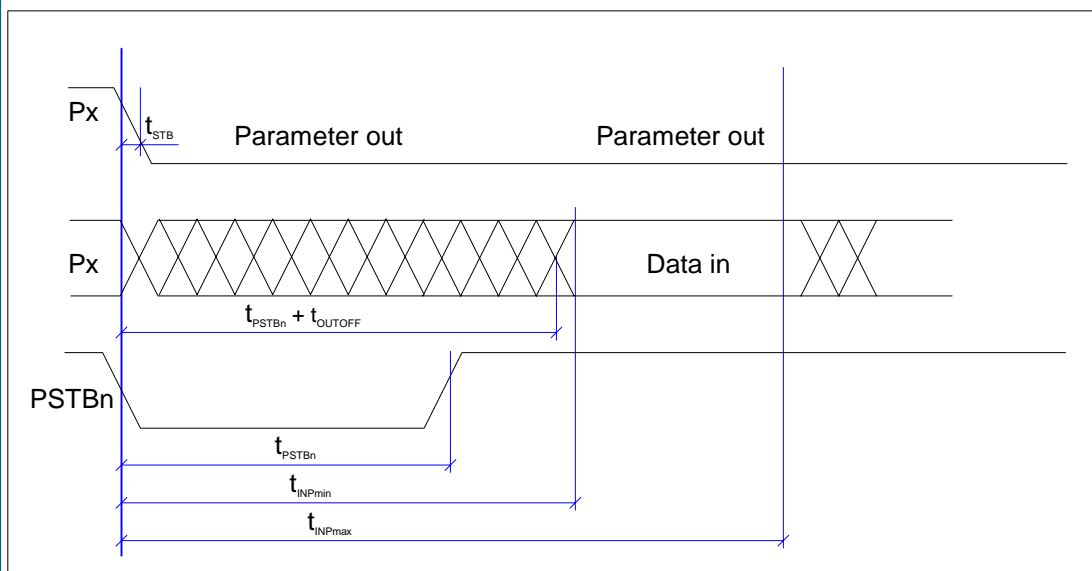 Px
tSTB
Parameter out
Parameter out
Px
Data in
tPSTBn + tOUTOFF
PSTBn
tPSTBn
tINPmin
tINPmax